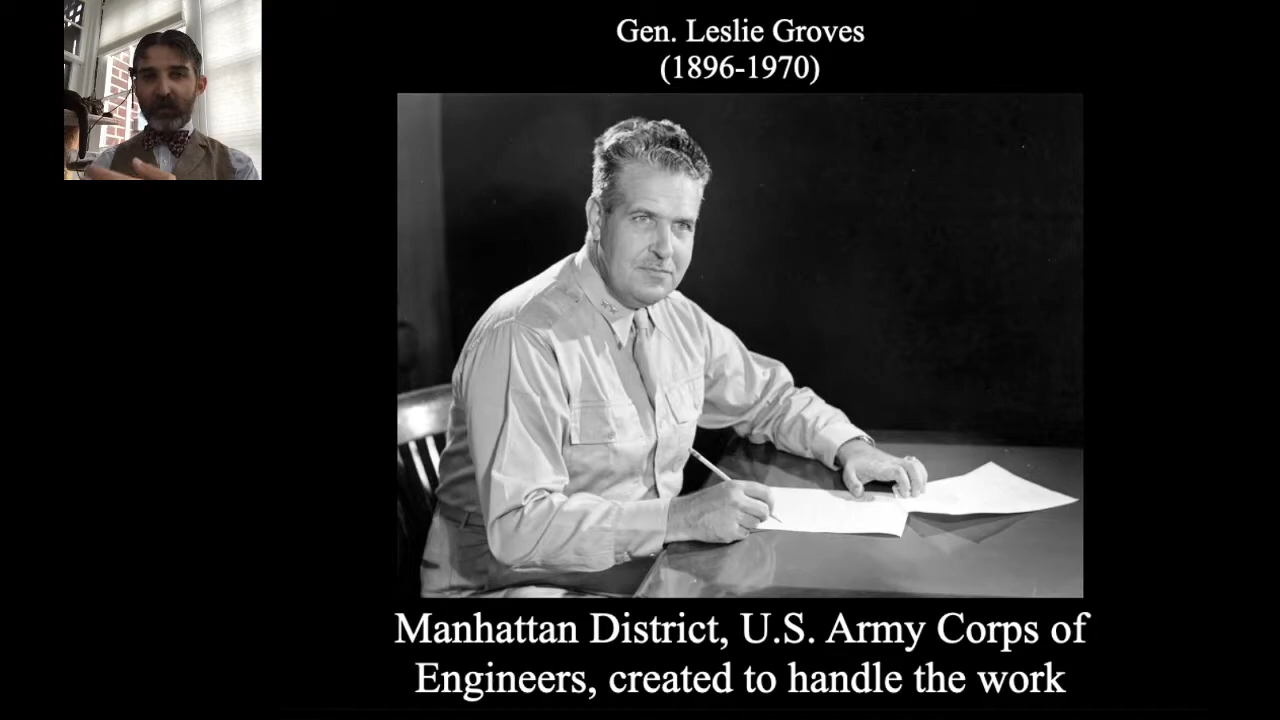 Gen. Leslie Groves
(1896-1970)
Manhattan District, U.S. Army Corps of
Engineers, created to handle the work